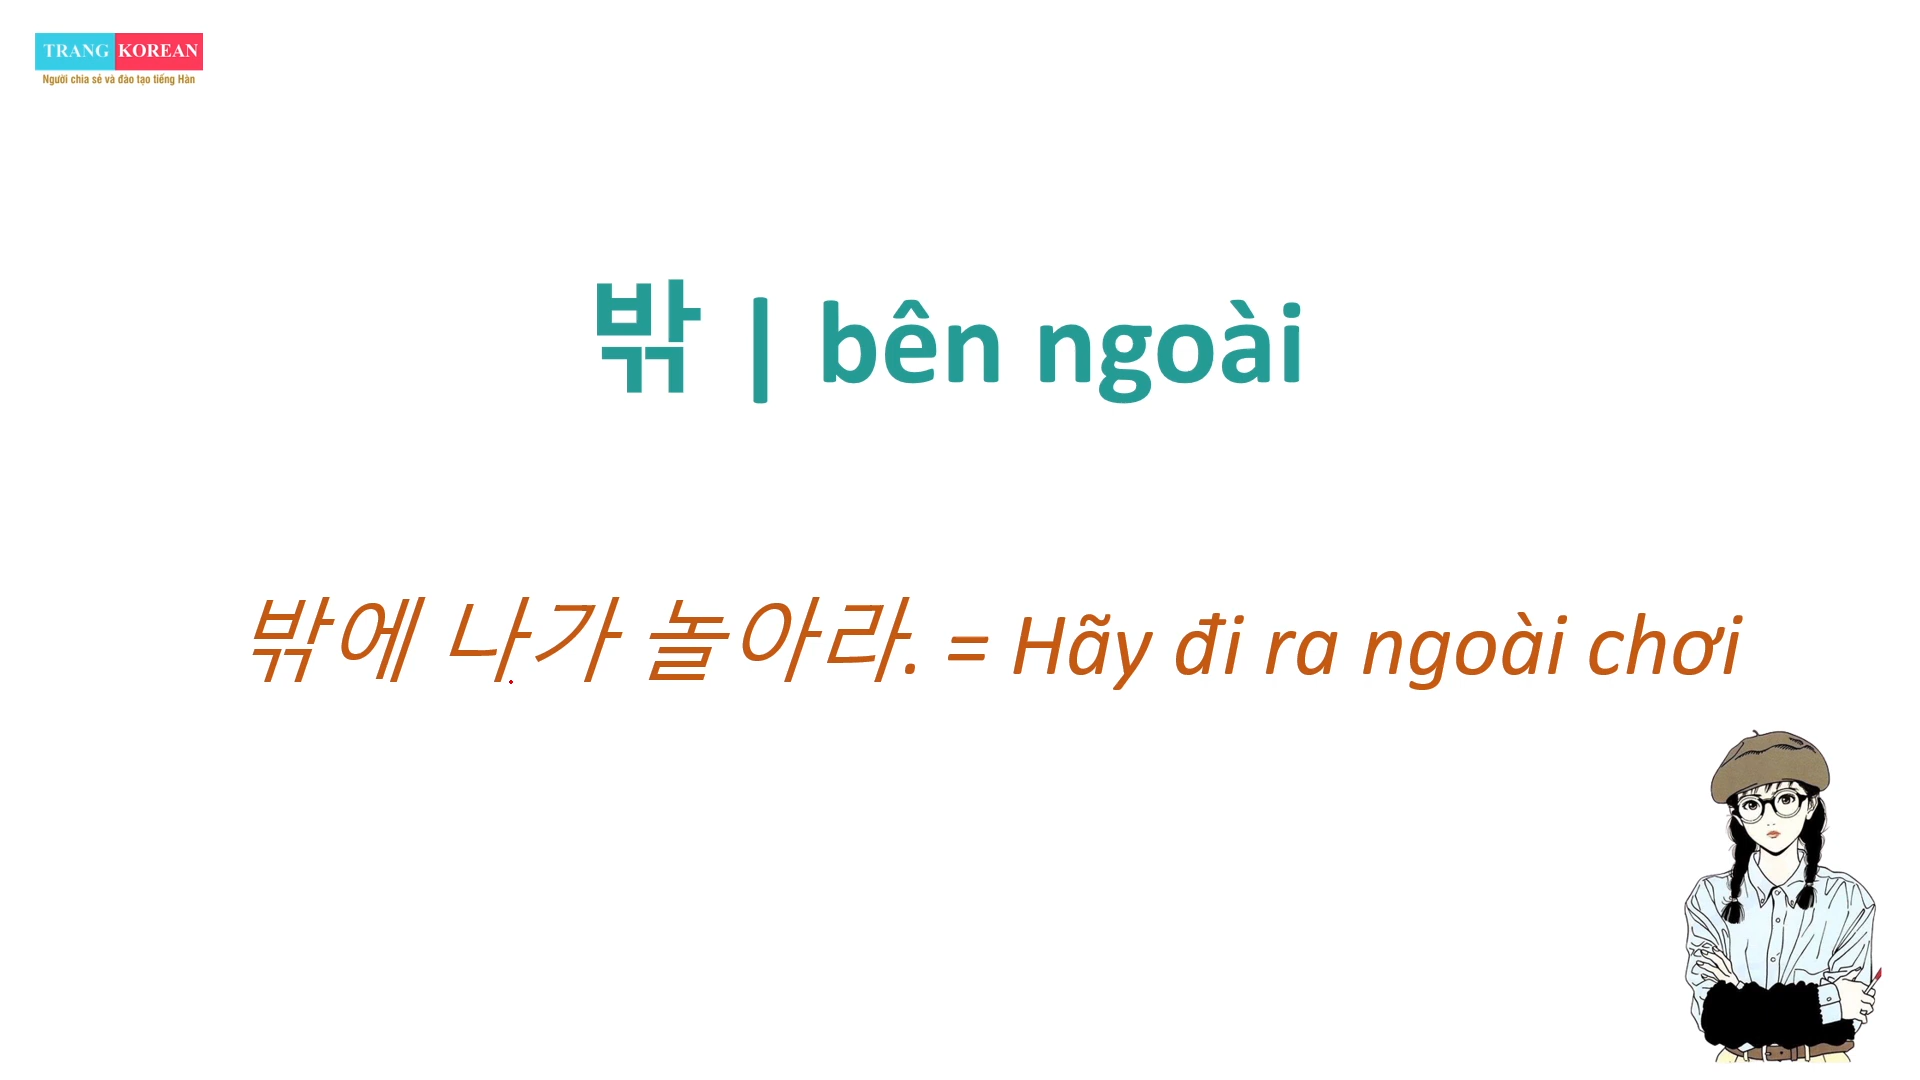 TRANG KOREAN
Người chia sẻ và đào tạo tiếng Hàn
밖 | bên ngoài
밖에 나가 놀아라. = Hãy đi ra ngoài chơi